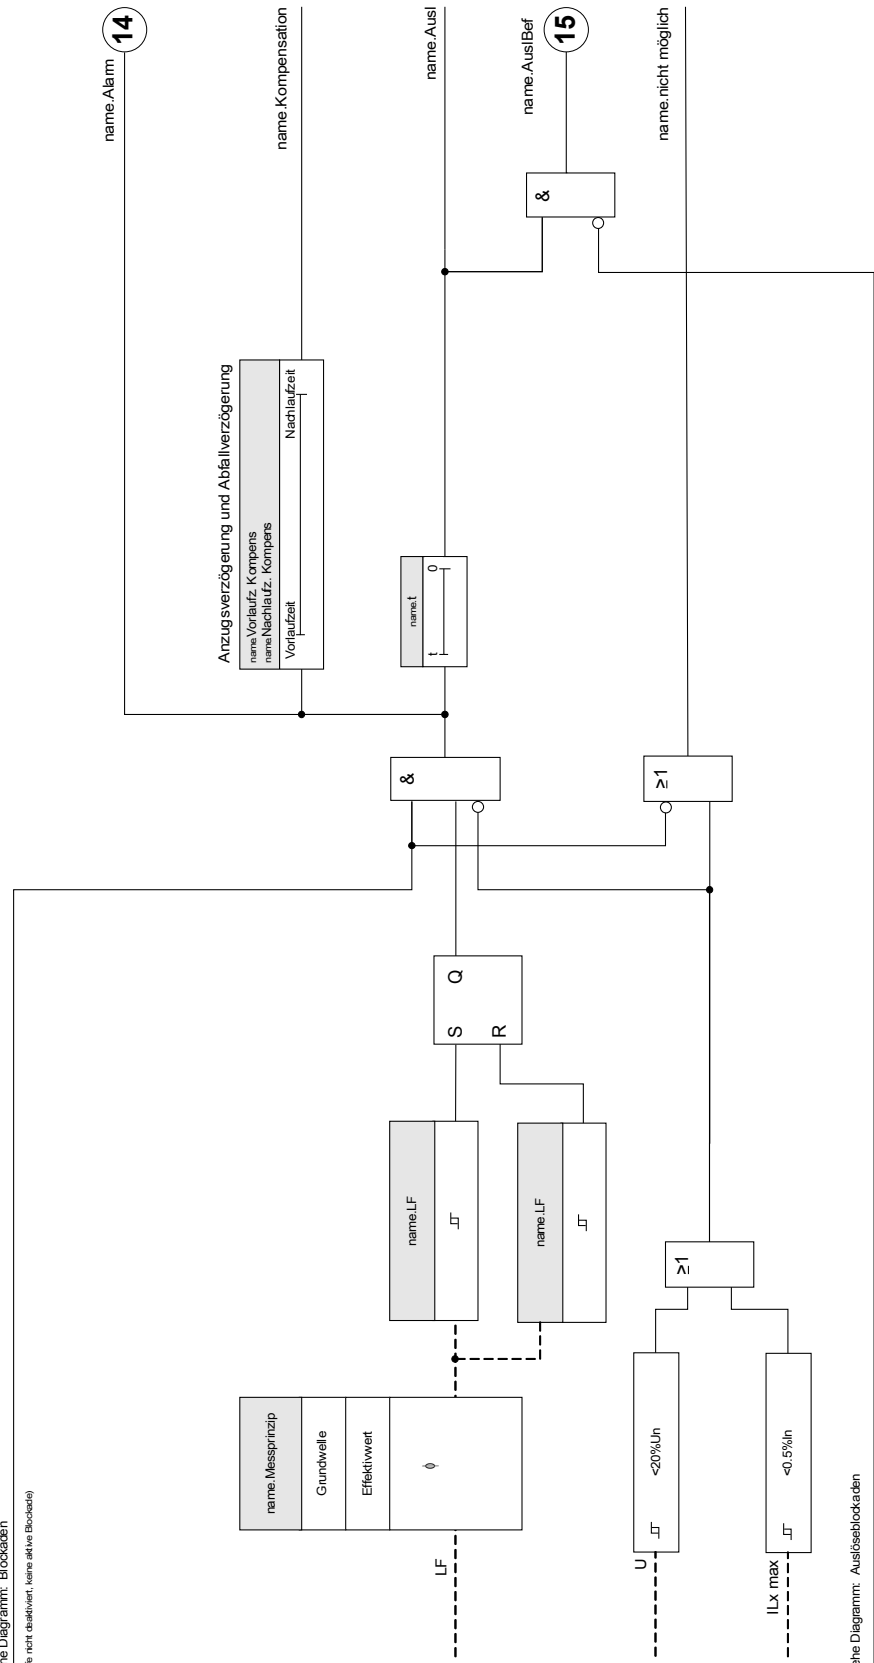 he Diagramm: Blockaden
fe nicht deaktiviert, keine aktive Blockade)
name.Alarm
14
name.Kompensation
Anzugsverzögerung und Abfallverzögerung
name.Vorlaufz. Kompens
name.Nachlaufz. Kompens
Vorlaufzeit
Nachlaufzeit
name.Messprinzip
Grundwelle
Effektivwert
ϕ
LF
name.LF
name.LF
S
Q
R
&
name.t
t
0
name.Ausl
&
name.AuslBef
15
U
<20%Un
ILx max
<0.5%In
≥1
≥1
name.nicht möglich
ehe Diagramm: Auslöseblockaden